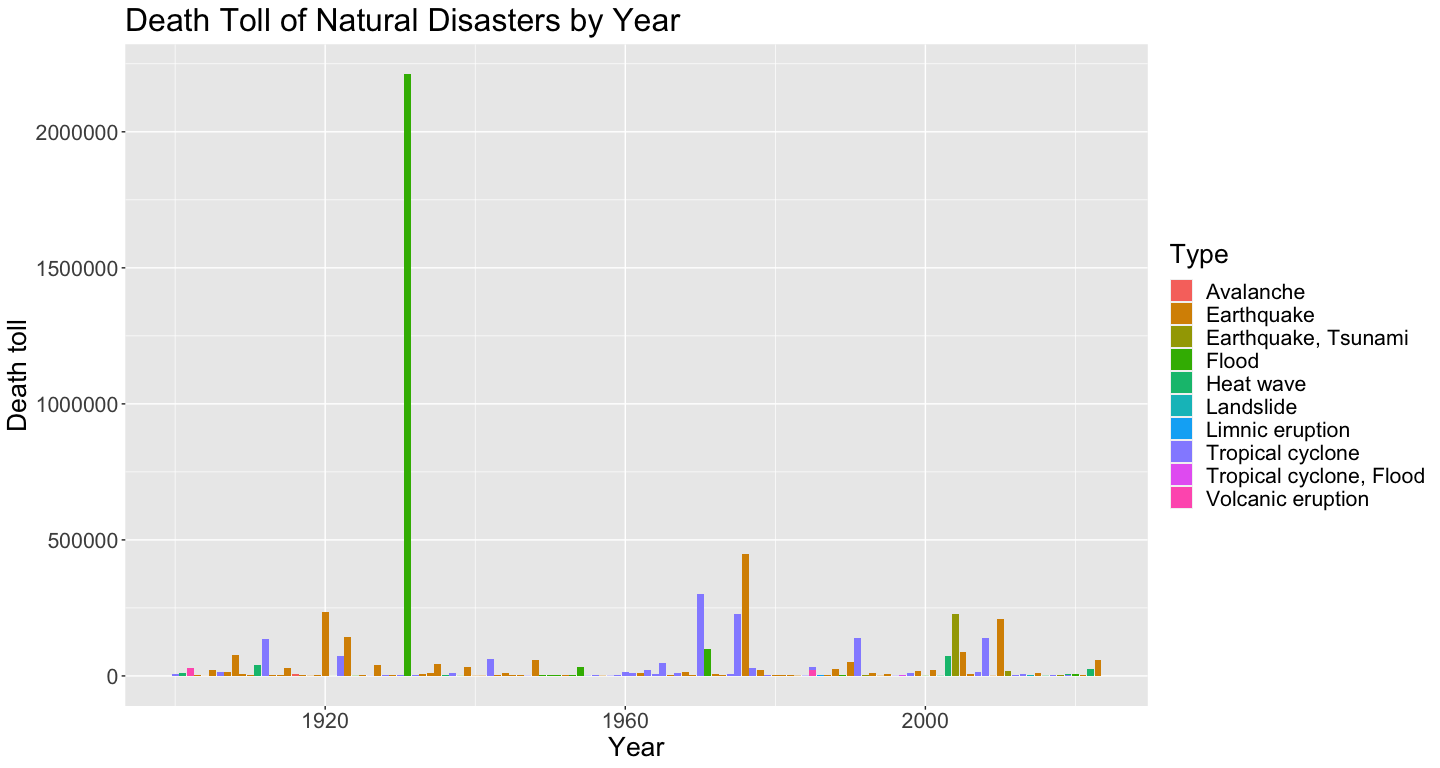 Death Toll of Natural Disasters by Year
Death toll
2000000
1500000
1000000
500000
0
1920
1960
2000
Year
Type
Avalanche
Earthquake
Earthquake, Tsunami
Flood
Heat wave
Landslide
Limnic eruption
Tropical cyclone
Tropical cyclone, Flood
Volcanic eruption